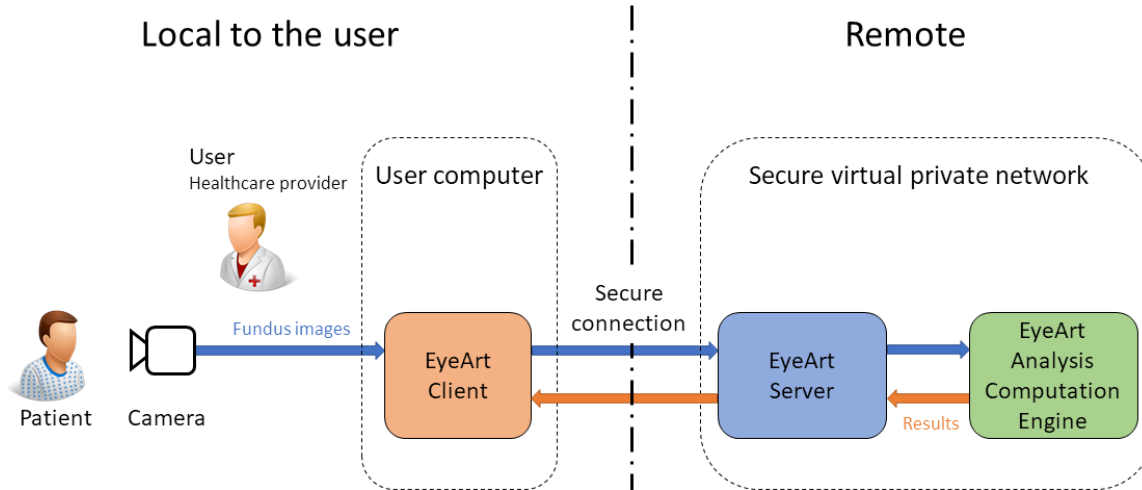 Local to the user
Remote
User
Healthcare provider
User computer
Secure virtual private network
Patient
Camera
Fundus images
EyeArt
Client
Secure
connection
EyeArt
Server
EyeArt
Analysis
Computation
Engine
Results